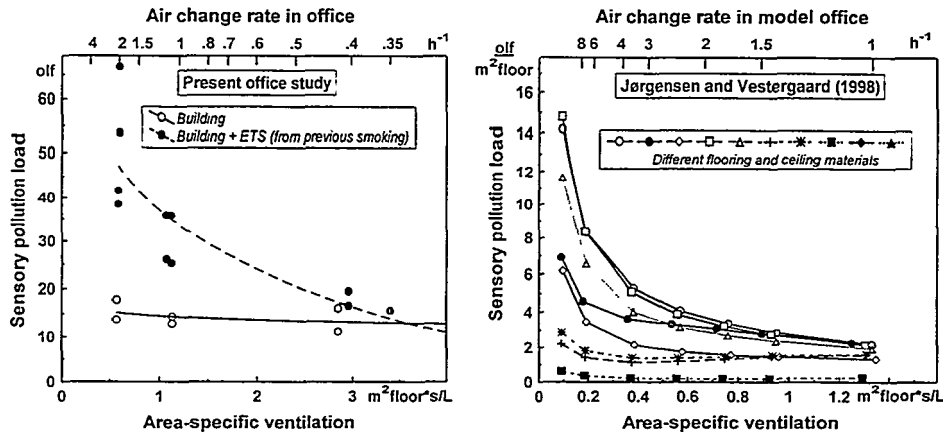 Air change rate in office
4 2 1.5 1 .8 .7 .6 .5 .4 .35 h⁻¹
olf
Present office study
Building
Building + ETS (from previous smoking)
60
50
40
30
20
10
0
Sensory pollution load
0 1 2 3 m²floor*s/L
Area-specific ventilation
Air change rate in model office
8 6 4 3 2 1.5 1 h⁻¹
olf
m²floor
Jørgensen and Vestergaard (1998)
Different flooring and ceiling materials
14
12
10
8
6
4
2
0
Sensory pollution load
0 0.2 0.4 0.6 0.8 1 1.2 m²floor*s/L
Area-specific ventilation